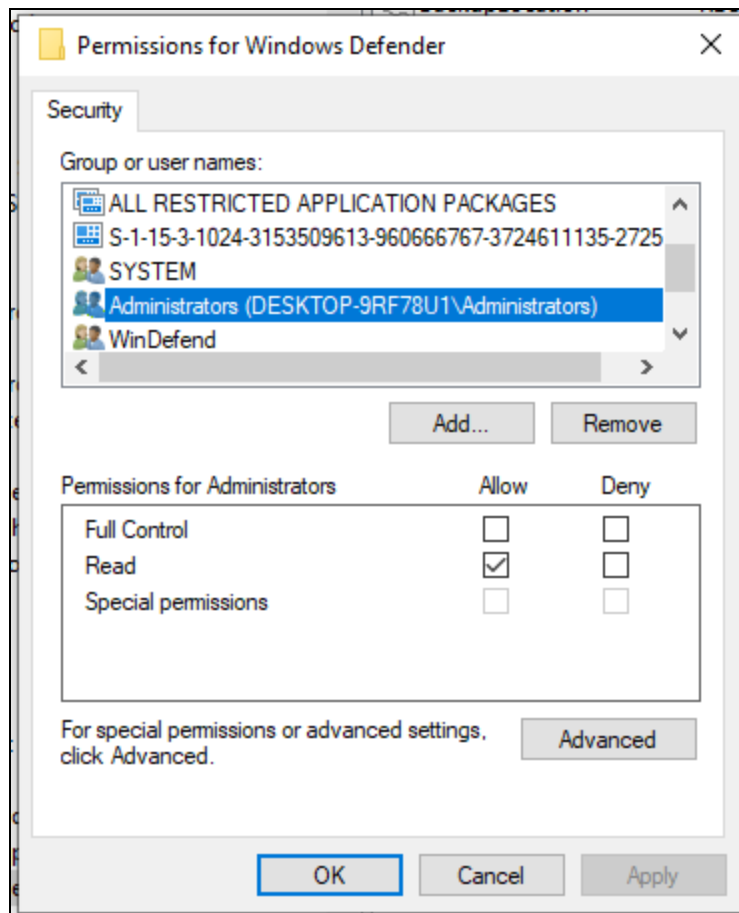 Permissions for Windows Defender
Security
Group or user names:
ALL RESTRICTED APPLICATION PACKAGES
S-1-15-3-1024-3153509613-960666767-3724611135-2725
SYSTEM
Administrators (DESKTOP-9RF78U1\Administrators)
WinDefend
Add... Remove
Permissions for Administrators Allow Deny
Full Control
Read
Special permissions
For special permissions or advanced settings,
click Advanced.
Advanced
OK Cancel Apply